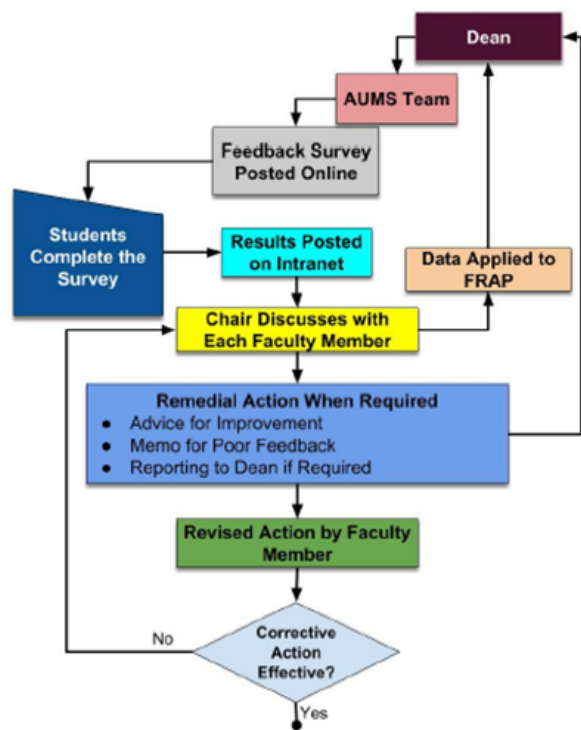 Dean
AUMS Team
Feedback Survey
Posted Online
Students
Complete the
Survey
Results Posted
on Intranet
Data Applied to
FRAP
Chair Discusses with
Each Faculty Member
Remedial Action When Required
● Advice for Improvement
● Memo for Poor Feedback
● Reporting to Dean if Required
Revised Action by Faculty
Member
No
Corrective
Action
Effective?
Yes